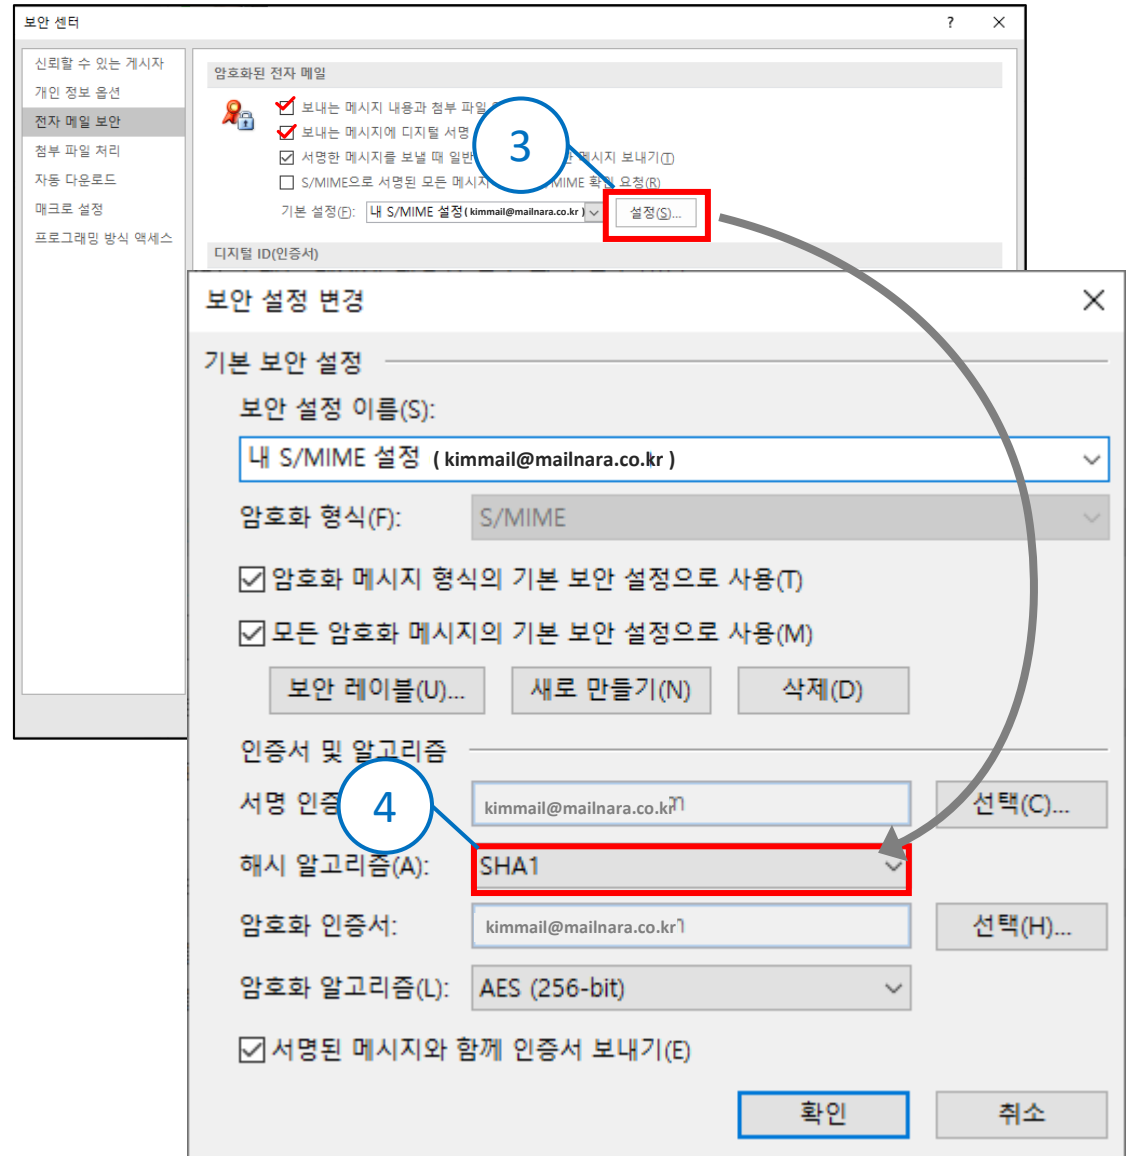 보안 센터
?
신뢰할 수 있는 게시자
개인 정보 옵션
전자 메일 보안
첨부 파일 처리
자동 다운로드
매크로 설정
프로그래밍 방식 액세스
암호화된 전자 메일
보내는 메시지 내용과 첨부 파일
보내는 메시지에 디지털 서명
서명한 메시지를 보낼 때 일반 메시지 보내기(T)
S/MIME으로 서명된 모든 메시지 S/MIME 확인 요청(R)
기본 설정(F): 내 S/MIME 설정 ( kimmail@mailnara.co.kr ) 설정(S)...
3
디지털 ID(인증서)
보안 설정 변경
기본 보안 설정
보안 설정 이름(S):
내 S/MIME 설정 ( kimmail@mailnara.co.kr )
암호화 형식(F): S/MIME
암호화 메시지 형식의 기본 보안 설정으로 사용(T)
모든 암호화 메시지의 기본 보안 설정으로 사용(M)
보안 레이블(U)... 새로 만들기(N) 삭제(D)
인증서 및 알고리즘
서명 인증 kimmail@mailnara.co.kr 선택(C)...
4
해시 알고리즘(A): SHA1
암호화 인증서: kimmail@mailnara.co.kr 선택(H)...
암호화 알고리즘(L): AES (256-bit)
서명된 메시지와 함께 인증서 보내기(E)
확인 취소